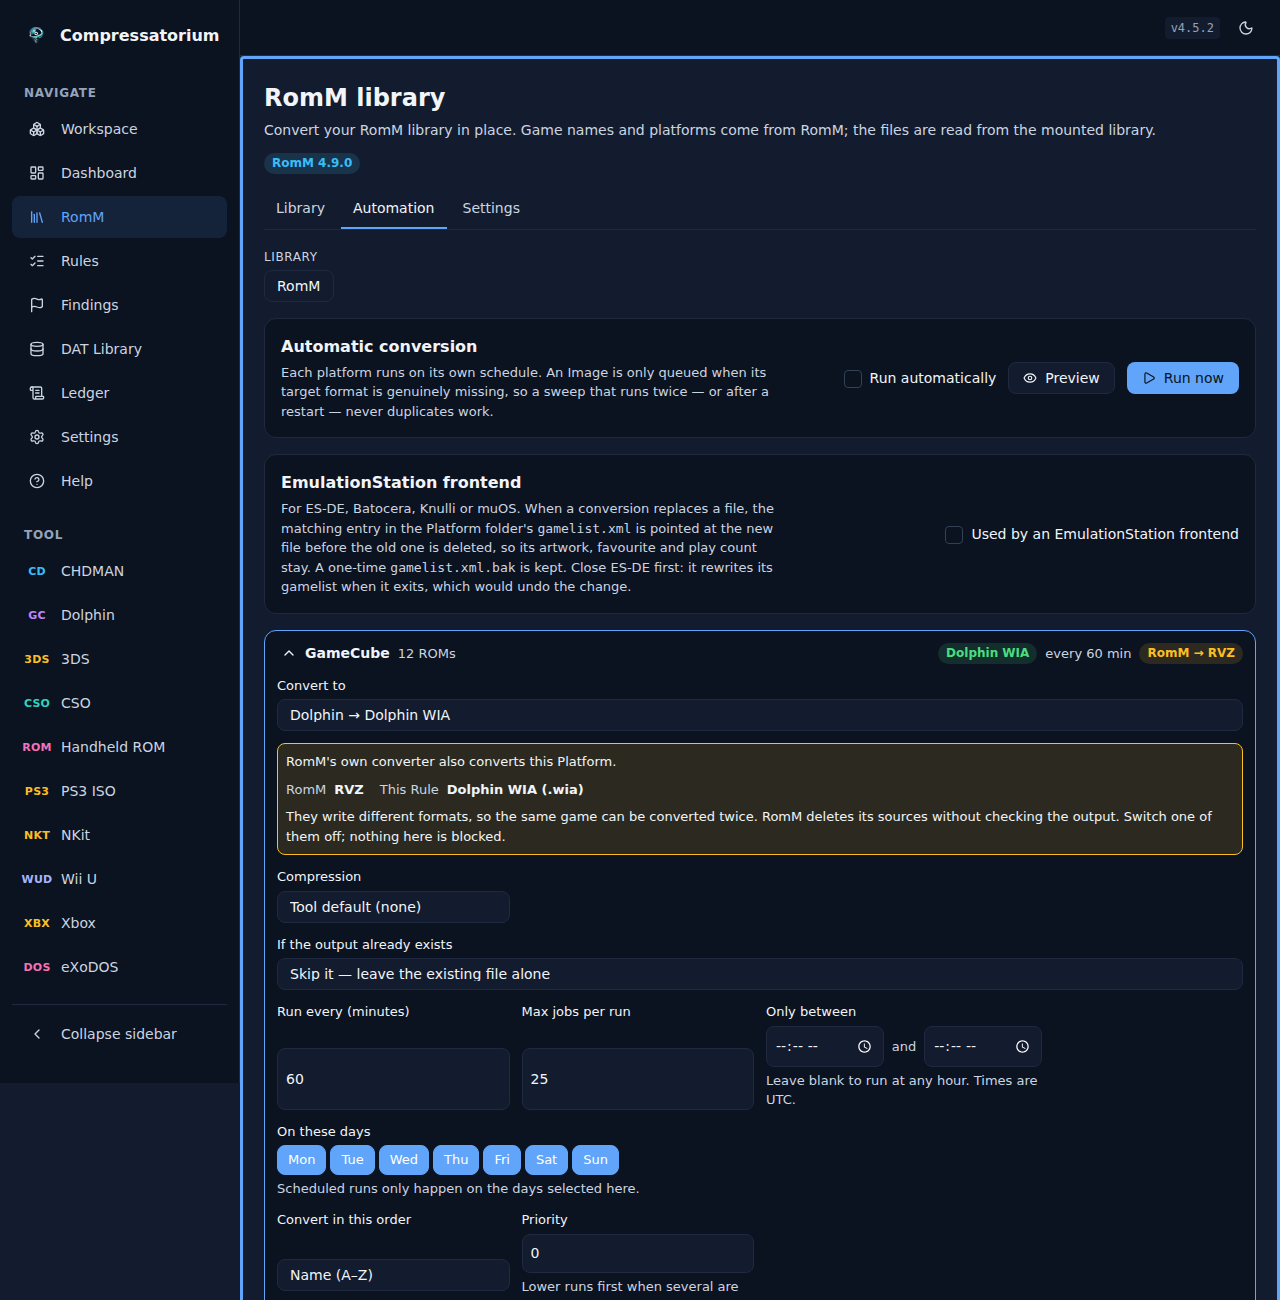 Compressatorium
v4.5.2
NAVIGATE
Workspace
Dashboard
RomM
Rules
Findings
DAT Library
Ledger
Settings
Help
TOOL
CD CHDMAN
GC Dolphin
3DS 3DS
CSO CSO
ROM Handheld ROM
PS3 PS3 ISO
NKT NKit
WUD Wii U
XBX Xbox
DOS eXoDOS
Collapse sidebar
RomM library
Convert your RomM library in place. Game names and platforms come from RomM; the files are read from the mounted library.
RomM 4.9.0
Library Automation Settings
LIBRARY
RomM
Automatic conversion
Each platform runs on its own schedule. An Image is only queued when its
target format is genuinely missing, so a sweep that runs twice — or after a
restart — never duplicates work.
Run automatically Preview Run now
EmulationStation frontend
For ES-DE, Batocera, Knulli or muOS. When a conversion replaces a file, the
matching entry in the Platform folder's gamelist.xml is pointed at the new
file before the old one is deleted, so its artwork, favourite and play count
stay. A one-time gamelist.xml.bak is kept. Close ES-DE first: it rewrites its
gamelist when it exits, which would undo the change.
Used by an EmulationStation frontend
GameCube 12 ROMs Dolphin WIA every 60 min RomM → RVZ
Convert to
Dolphin → Dolphin WIA
RomM's own converter also converts this Platform.
RomM RVZ This Rule Dolphin WIA (.wia)
They write different formats, so the same game can be converted twice. RomM deletes its sources without checking the output. Switch one of
them off; nothing here is blocked.
Compression
Tool default (none)
If the output already exists
Skip it — leave the existing file alone
Run every (minutes) Max jobs per run Only between
60 25 --:-- -- and --:-- --
Leave blank to run at any hour. Times are
UTC.
On these days
Mon Tue Wed Thu Fri Sat Sun
Scheduled runs only happen on the days selected here.
Convert in this order Priority
Name (A–Z) 0
Lower runs first when several are